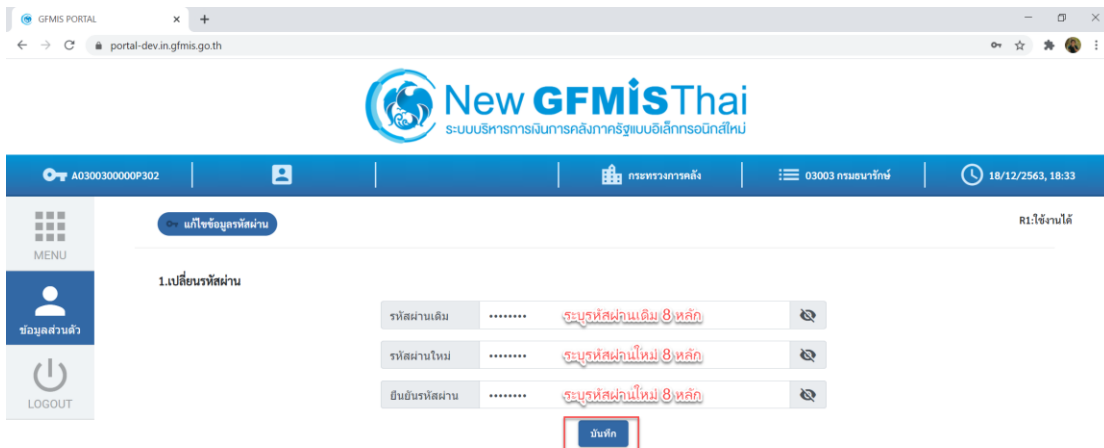 GFMIS PORTAL
portal-dev.in.gfmis.go.th
New GFMIS Thai
ระบบบริหารการเงินการคลังภาครัฐแบบอิเล็กทรอนิกส์ใหม่
A0300300000P302 กระทรวงการคลัง 03003 กรมธนารักษ์ 18/12/2563, 18:33
MENU
แก้ไขข้อมูลรหัสผ่าน R1:ใช้งานได้
1.เปลี่ยนรหัสผ่าน
ข้อมูลส่วนตัว
LOGOUT
รหัสผ่านเดิม •••••••• ระบุรหัสผ่านเดิม 8 หลัก
รหัสผ่านใหม่ •••••••• ระบุรหัสผ่านใหม่ 8 หลัก
ยืนยันรหัสผ่าน •••••••• ระบุรหัสผ่านใหม่ 8 หลัก
บันทึก